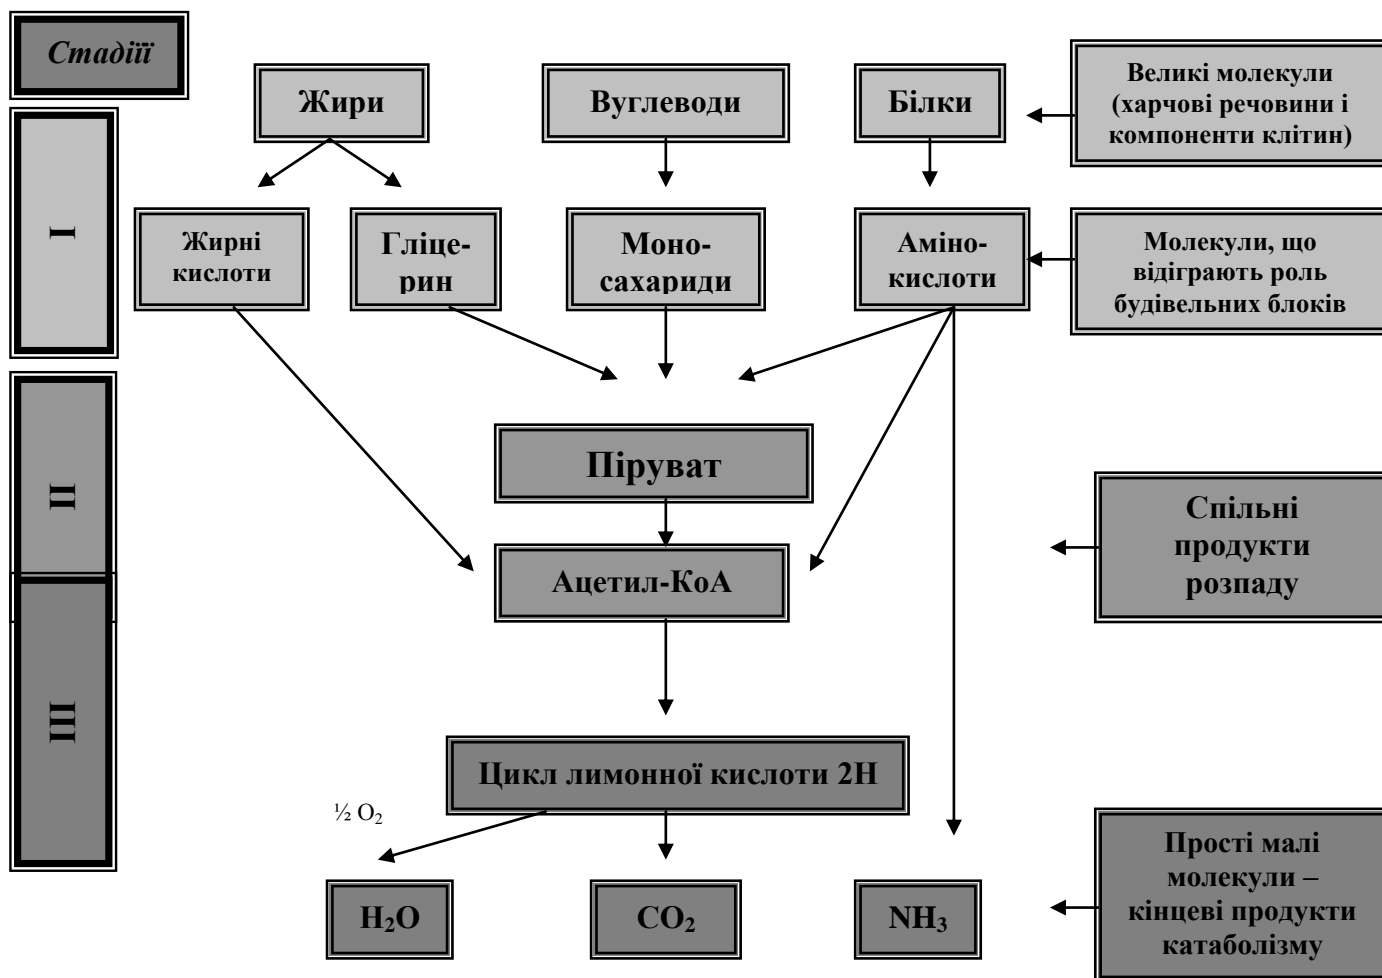 Стадіїї
Жири
Вуглеводи
Білки
Великі молекули
(харчові речовини і
компоненти клітин)
I
Жирні
кислоти
Гліце-
рин
Моно-
сахариди
Аміно-
кислоти
Молекули, що
відіграють роль
будівельних блоків
II
Піруват
Ацетил-КоА
Спільні
продукти
розпаду
III
Цикл лимонної кислоти 2Н
½ O₂
H₂O
CO₂
NH₃
Прості малі
молекули –
кінцеві продукти
катаболізму